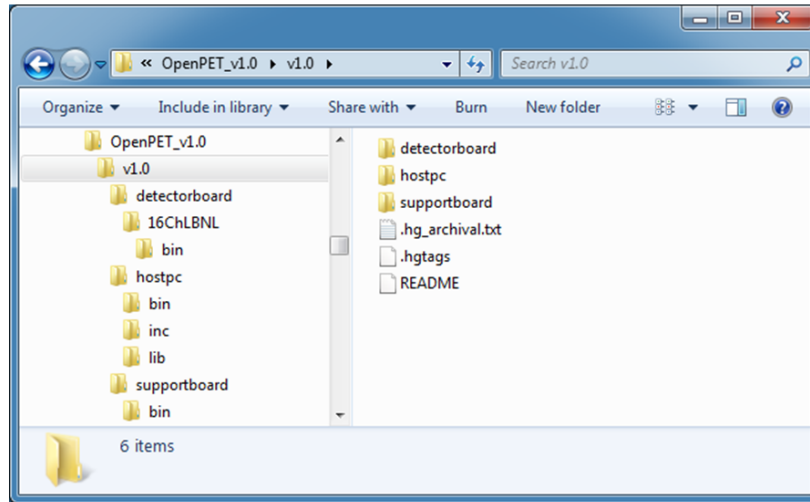 « OpenPET_v1.0 ▸ v1.0 ▸
Search v1.0
Organize Include in library Share with Burn New folder
OpenPET_v1.0
v1.0
detectorboard
16ChLBNL
bin
hostpc
bin
inc
lib
supportboard
bin
detectorboard
hostpc
supportboard
.hg_archival.txt
.hgtags
README
6 items